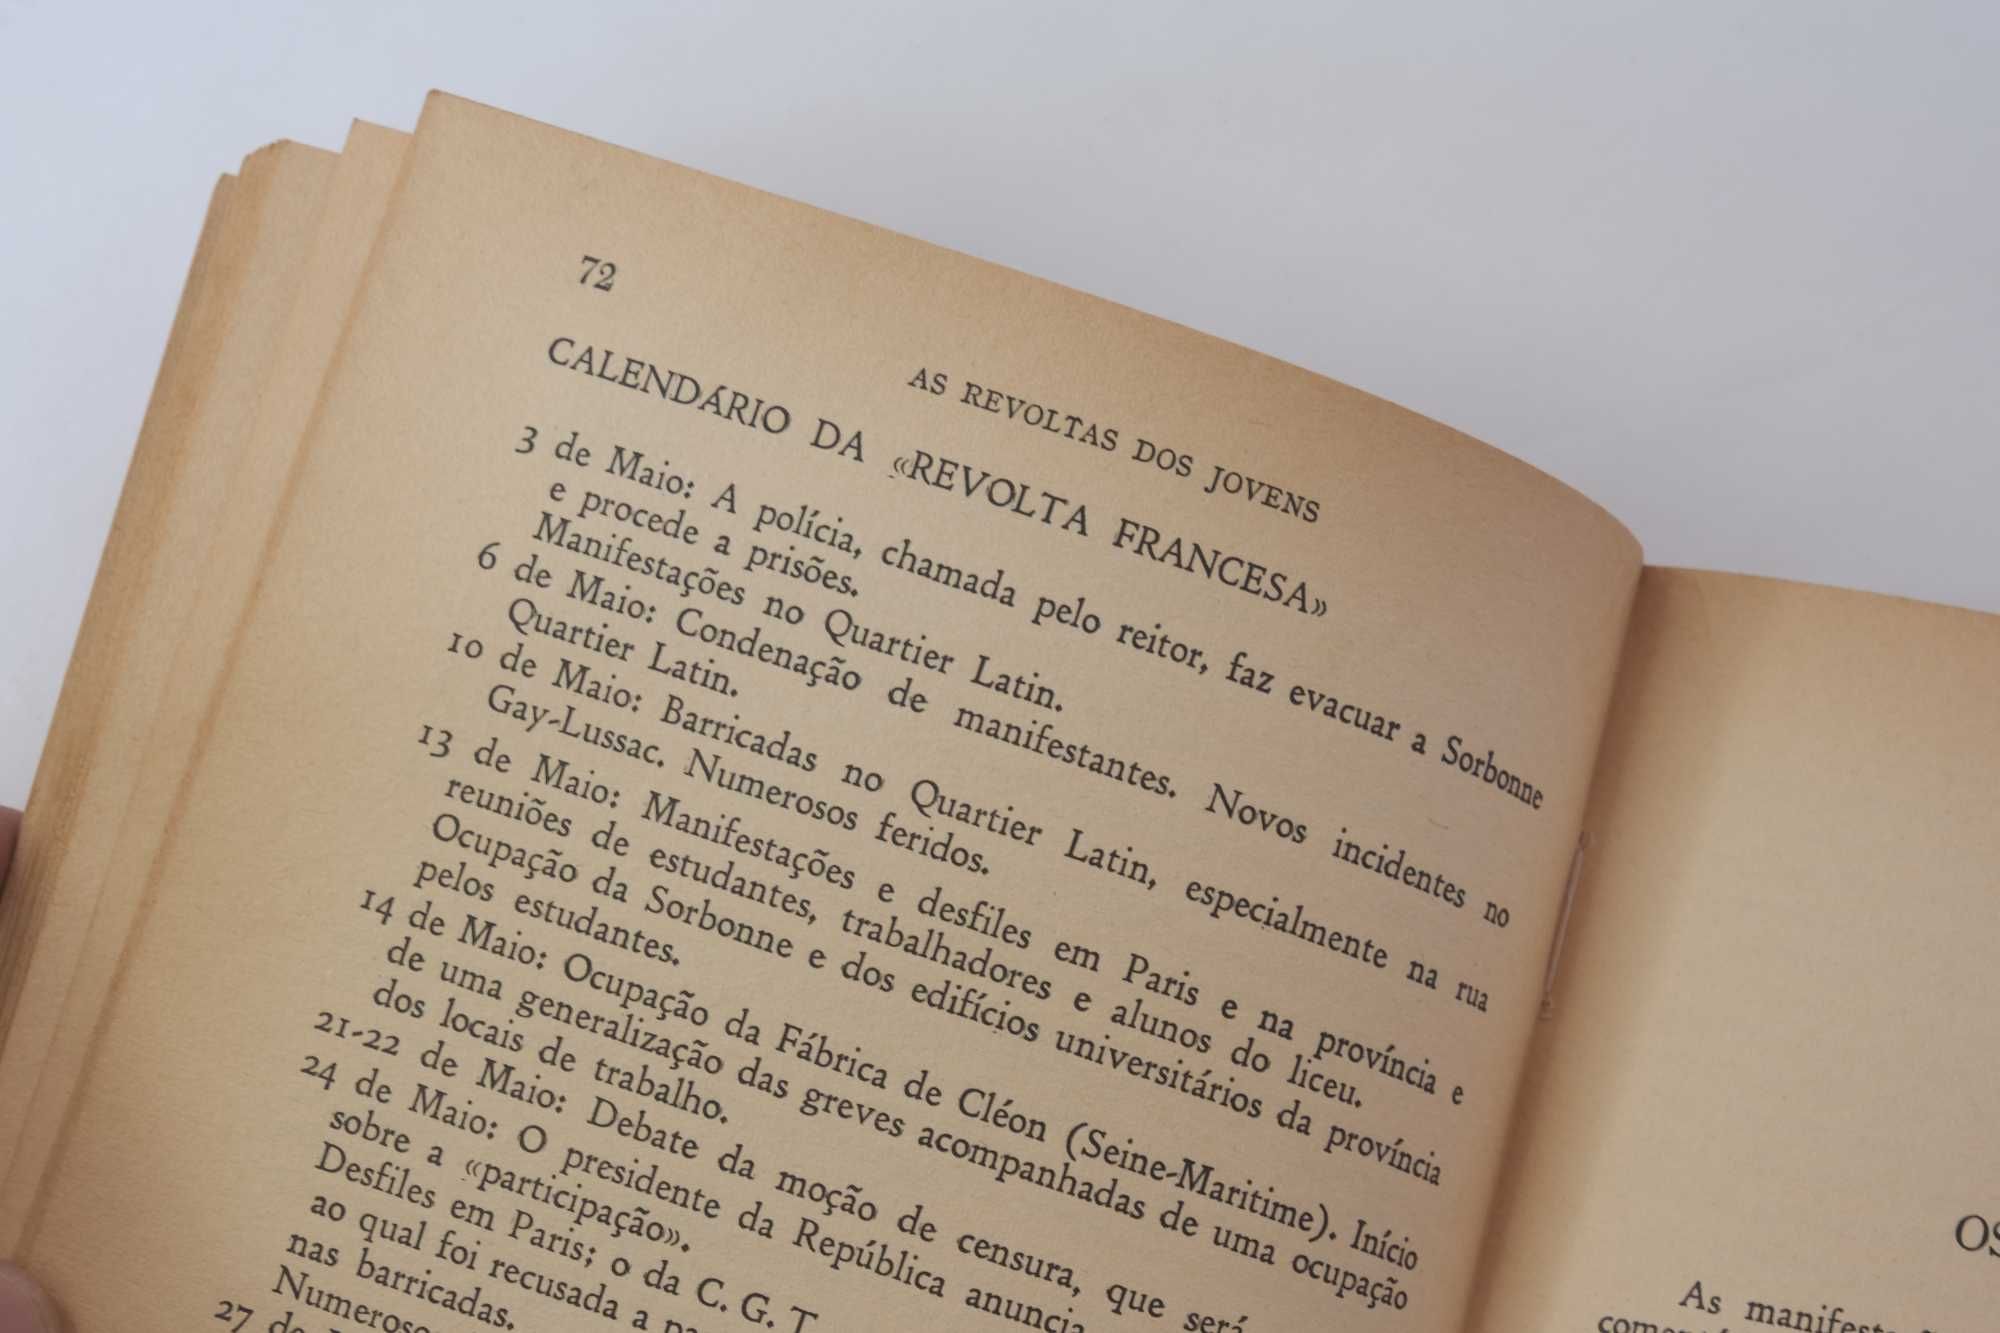 72
AS REVOLTAS DOS JOVENS
CALENDÁRIO DA «REVOLTA FRANCESA»
3 de Maio: A polícia, chamada pelo reitor, faz evacuar a Sorbonne
e procede a prisões.
Manifestações no Quartier Latin.
6 de Maio: Condenação de manifestantes. Novos incidentes no
Quartier Latin.
10 de Maio: Barricadas no Quartier Latin, especialmente na rua
Gay-Lussac. Numerosos feridos.
13 de Maio: Manifestações e desfiles em Paris e na província e
reuniões de estudantes, trabalhadores e alunos do liceu.
Ocupação da Sorbonne e dos edifícios universitários da província
pelos estudantes.
14 de Maio: Ocupação da Fábrica de Cléon (Seine-Maritime). Início
de uma generalização das greves acompanhadas de uma ocupação
dos locais de trabalho.
21-22 de Maio: Debate da moção de censura, que será
24 de Maio: O presidente da República anuncia
sobre a «participação».
Desfiles em Paris; o da C. G. T.
ao qual foi recusada a
nas barricadas.
27 de
OS
As